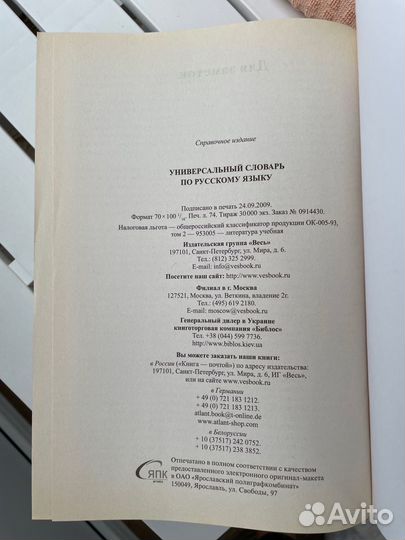 Для заметок
Справочное издание
УНИВЕРСАЛЬНЫЙ СЛОВАРЬ
ПО РУССКОМУ ЯЗЫКУ
Подписано в печать 24.09.2009.
Формат 70×100 1/16. Печ. л. 74. Тираж 30 000 экз. Заказ № 0914430.
Налоговая льгота — общероссийский классификатор продукции ОК-005-93,
том 2 — 953005 — литература учебная
Издательская группа «Весь»
197101, Санкт-Петербург, ул. Мира, д. 6.
Тел.: (812) 325 2999.
E-mail: info@vesbook.ru
Посетите наш сайт: http://www.vesbook.ru
Филиал в г. Москва
127521, Москва, ул. Веткина, владение 2г.
Тел.: (495) 619 2180.
E-mail: moscow@vesbook.ru
Генеральный дилер в Украине
книготорговая компания «Библос»
Тел. +38 (044) 599 7736.
http://www.biblos.kiev.ua
Вы можете заказать наши книги:
в России («Книга — почтой») по адресу издательства:
197101, Санкт-Петербург, ул. Мира, д. 6, ИГ «Весь»,
или на сайте www.vesbook.ru
в Германии
+ 49 (0) 721 183 1212.
+ 49 (0) 721 183 1213.
atlant.book@t-online.de
www.atlant-shop.com
в Белоруссии
+ 10 (37517) 242 0752.
+ 10 (37517) 238 3852.
ЯПК
Отпечатано в полном соответствии с качеством
предоставленного электронного оригинал-макета
в ОАО «Ярославский полиграфкомбинат»
150049, Ярославль, ул. Свободы, 97
Avito